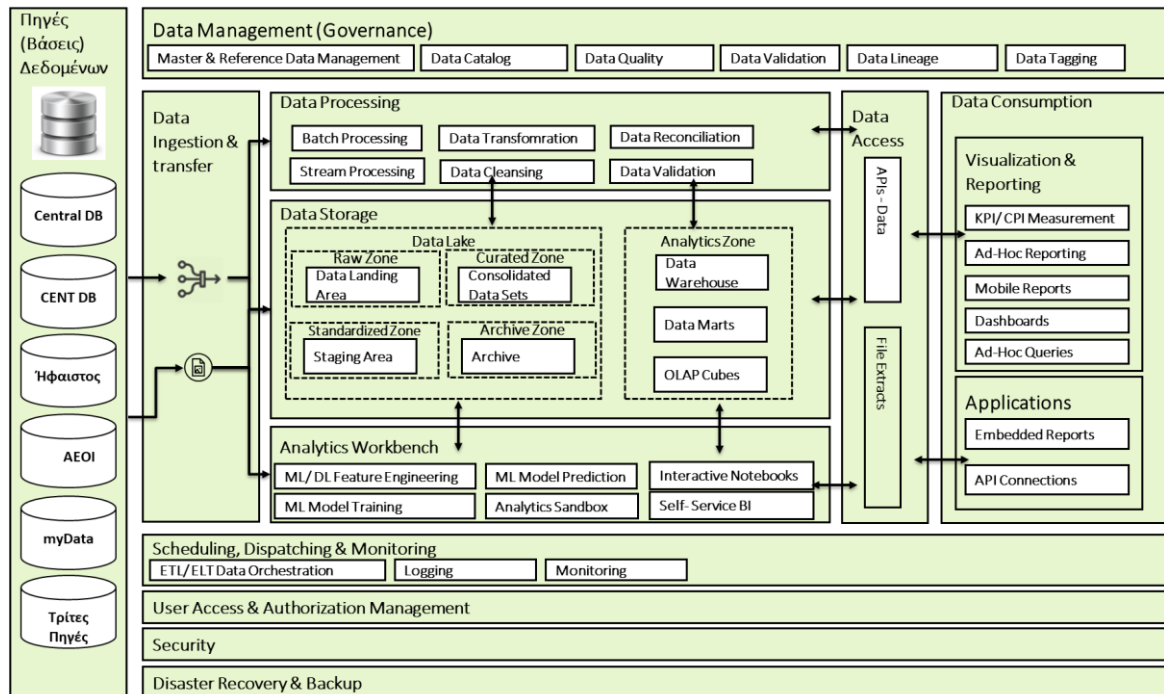 Πηγές
(Βάσεις)
Δεδομένων
Central DB
CENT DB
Ήφαιστος
AEOI
myData
Τρίτες
Πηγές
Data Management (Governance)
Master & Reference Data Management
Data Catalog
Data Quality
Data Validation
Data Lineage
Data Tagging
Data
Ingestion &
transfer
Data Processing
Batch Processing
Data Transfomration
Data Reconciliation
Stream Processing
Data Cleansing
Data Validation
Data Storage
Data Lake
Raw Zone
Data Landing
Area
Curated Zone
Consolidated
Data Sets
Standardized Zone
Staging Area
Archive Zone
Archive
Analytics Zone
Data
Warehouse
Data Marts
OLAP Cubes
Analytics Workbench
ML/ DL Feature Engineering
ML Model Prediction
Interactive Notebooks
ML Model Training
Analytics Sandbox
Self- Service BI
Data
Access
APIs - Data
File Extracts
Data Consumption
Visualization &
Reporting
KPI/ CPI Measurement
Ad-Hoc Reporting
Mobile Reports
Dashboards
Ad-Hoc Queries
Applications
Embedded Reports
API Connections
Scheduling, Dispatching & Monitoring
ETL/ELT Data Orchestration
Logging
Monitoring
User Access & Authorization Management
Security
Disaster Recovery & Backup